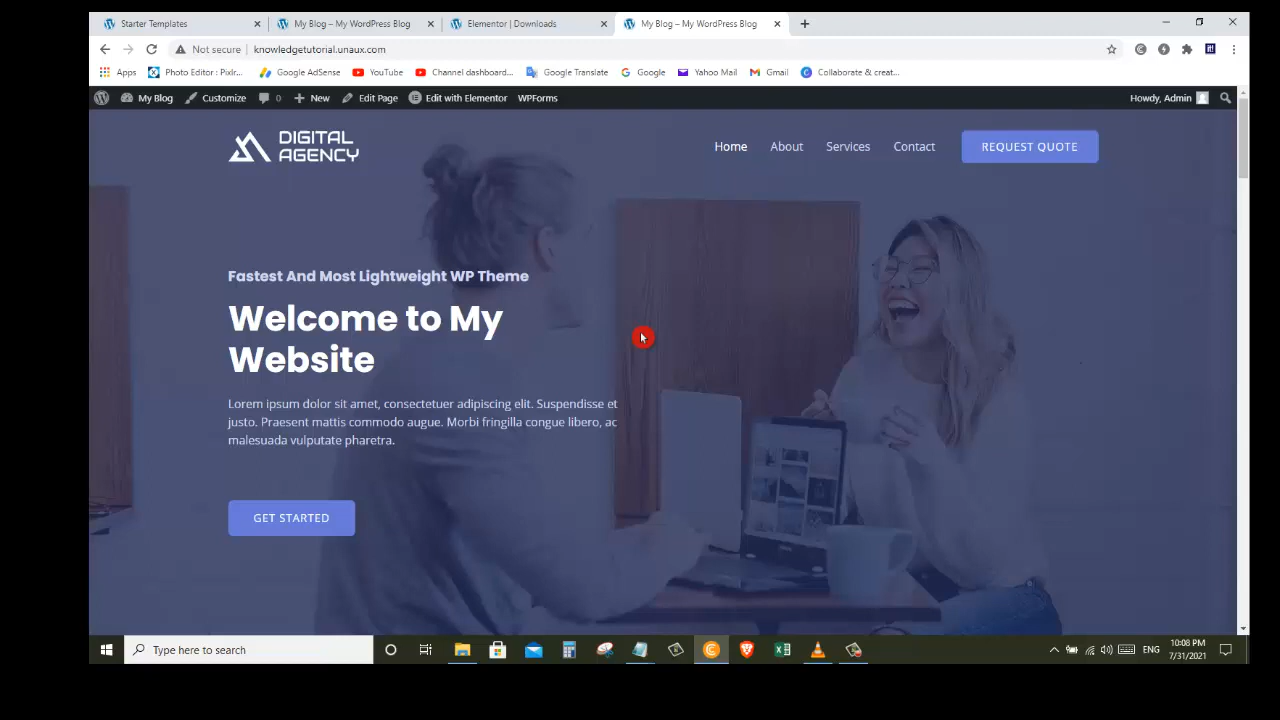 Starter Templates
My Blog – My WordPress Blog
Elementor | Downloads
My Blog – My WordPress Blog
Not secure | knowledgetutorial.unaux.com
Apps
Photo Editor : Pixlr...
Google AdSense
YouTube
Channel dashboard...
Google Translate
Google
Yahoo Mail
Gmail
Collaborate & creat...
My Blog
Customize
0
New
Edit Page
Edit with Elementor
WPForms
Howdy, Admin
DIGITAL
AGENCY
Home
About
Services
Contact
REQUEST QUOTE
Fastest And Most Lightweight WP Theme
Welcome to My
Website
Lorem ipsum dolor sit amet, consectetuer adipiscing elit. Suspendisse et
justo. Praesent mattis commodo augue. Morbi fringilla congue libero, ac
malesuada vulputate pharetra.
GET STARTED
Type here to search
ENG
10:08 PM
7/31/2021